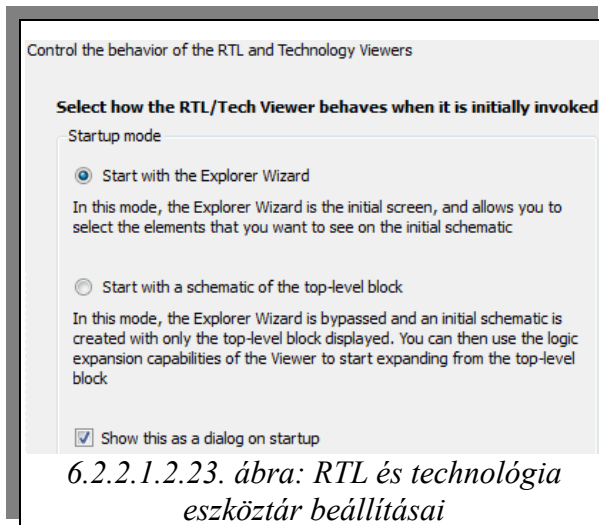 Control the behavior of the RTL and Technology Viewers
Select how the RTL/Tech Viewer behaves when it is initially invoked
Startup mode
Start with the Explorer Wizard
In this mode, the Explorer Wizard is the initial screen, and allows you to
select the elements that you want to see on the initial schematic
Start with a schematic of the top-level block
In this mode, the Explorer Wizard is bypassed and an initial schematic is
created with only the top-level block displayed. You can then use the logic
expansion capabilities of the Viewer to start expanding from the top-level
block
Show this as a dialog on startup
6.2.2.1.2.23. ábra: RTL és technológia
eszköztár beállításai